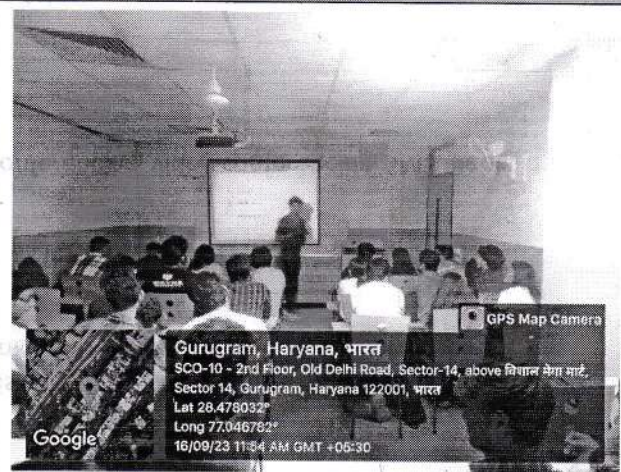 GPS Map Camera
Gurugram, Haryana, भारत
SCO-10 - 2nd Floor, Old Delhi Road, Sector-14, above विशाल मेगा मार्ट,
Sector 14, Gurugram, Haryana 122001, भारत
Lat 28.478032°
Long 77.046782°
16/09/23 11:54 AM GMT +05:30
Google